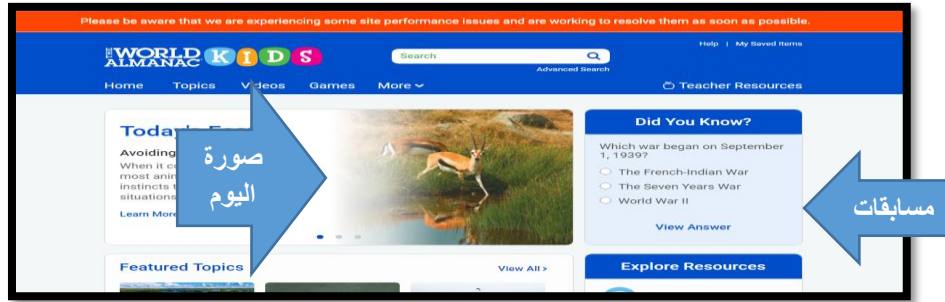 Please be aware that we are experiencing some site performance issues and are working to resolve them as soon as possible.
Help | My Saved Items
THE WORLD ALMANAC KIDS
Search
Advanced Search
Home Topics Videos Games More
Teacher Resources
Today's
Avoiding
When it
most
instincts
situations
Learn More
صورة
اليوم
Did You Know?
Which war began on September
1, 1939?
The French-Indian War
The Seven Years War
World War II
View Answer
مسابقات
Featured Topics
View All >
Explore Resources